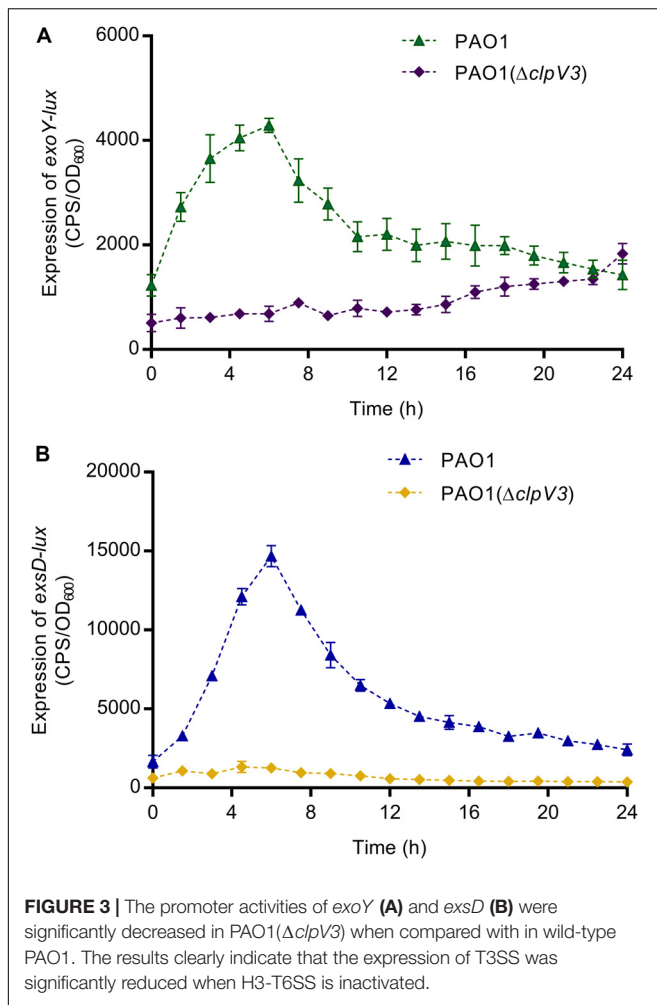 A
PAO1
PAO1(ΔclpV3)
Expression of exoY-lux
(CPS/OD600)
6000
4000
2000
0
0 4 8 12 16 20 24
Time (h)
B
PAO1
PAO1(ΔclpV3)
Expression of exsD-lux
(CPS/OD600)
20000
15000
10000
5000
0
0 4 8 12 16 20 24
Time (h)
FIGURE 3 | The promoter activities of exoY (A) and exsD (B) were
significantly decreased in PAO1(ΔclpV3) when compared with in wild-type
PAO1. The results clearly indicate that the expression of T3SS was
significantly reduced when H3-T6SS is inactivated.